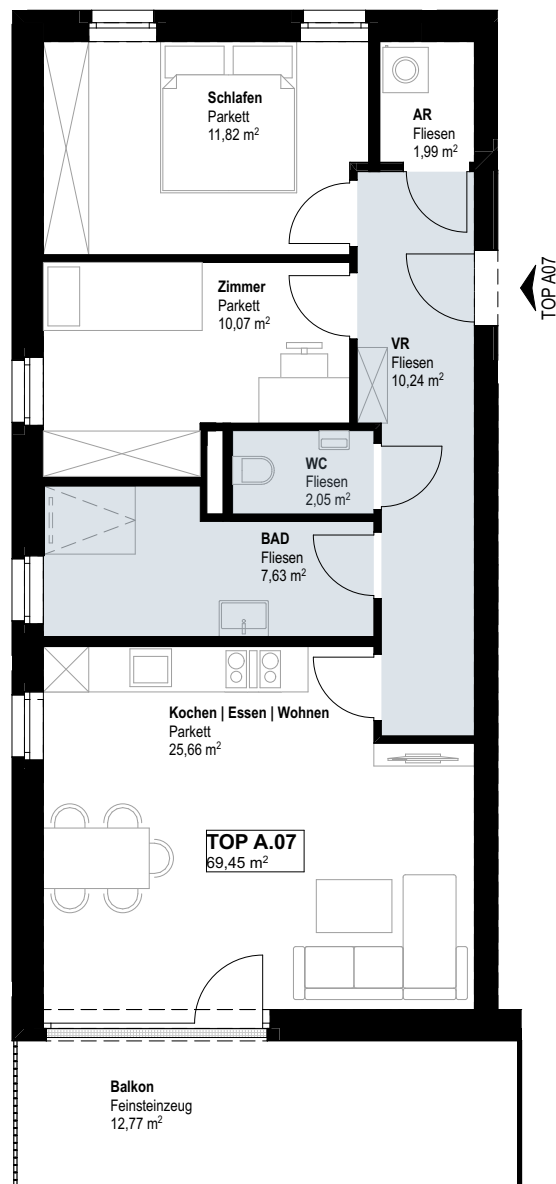 Schlafen
Parkett
11,82 m²
AR
Fliesen
1,99 m²
Zimmer
Parkett
10,07 m²
TOP A07
VR
Fliesen
10,24 m²
WC
Fliesen
2,05 m²
BAD
Fliesen
7,63 m²
Kochen | Essen | Wohnen
Parkett
25,66 m²
TOP A.07
69,45 m²
Balkon
Feinsteinzeug
12,77 m²